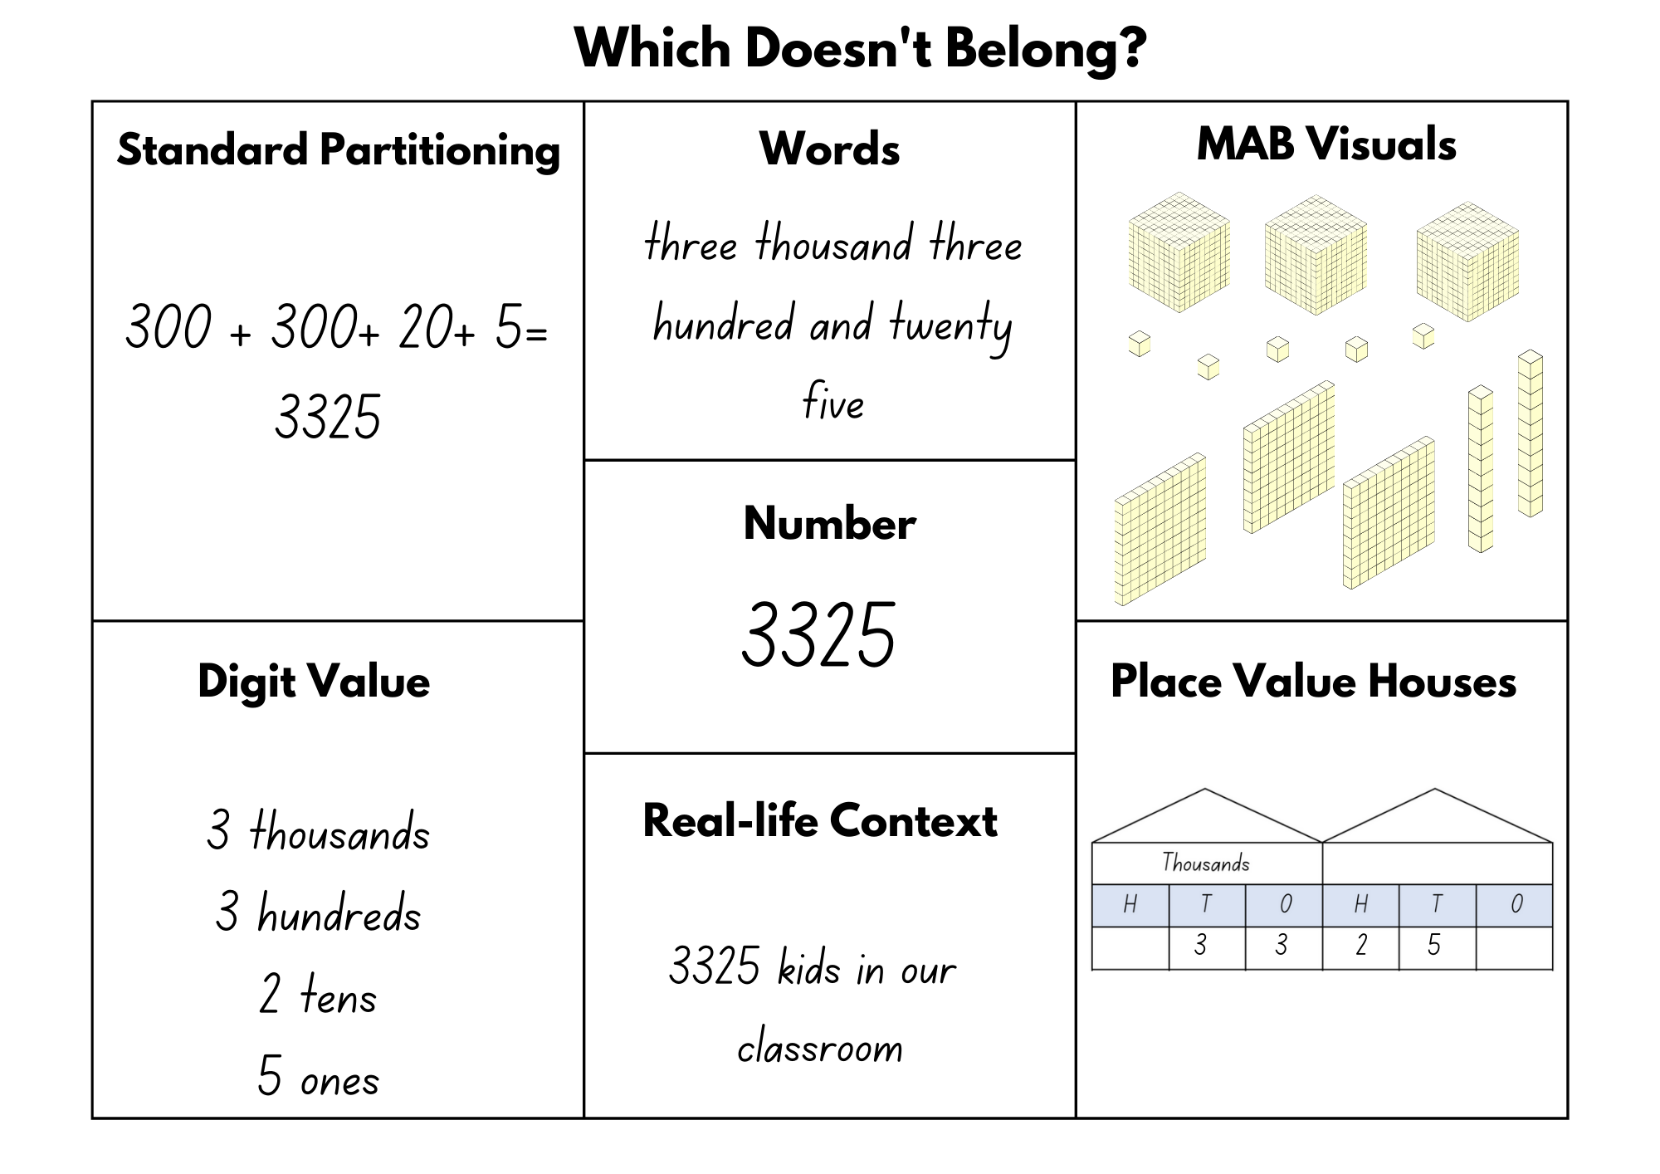 Which Doesn't Belong?
Standard Partitioning
300 + 300+ 20+ 5=
3325
Words
three thousand three
hundred and twenty
five
MAB Visuals
Number
3325
Digit Value
3 thousands
3 hundreds
2 tens
5 ones
Real-life Context
3325 kids in our
classroom
Place Value Houses
Thousands
H T O H T O
3 3 2 5